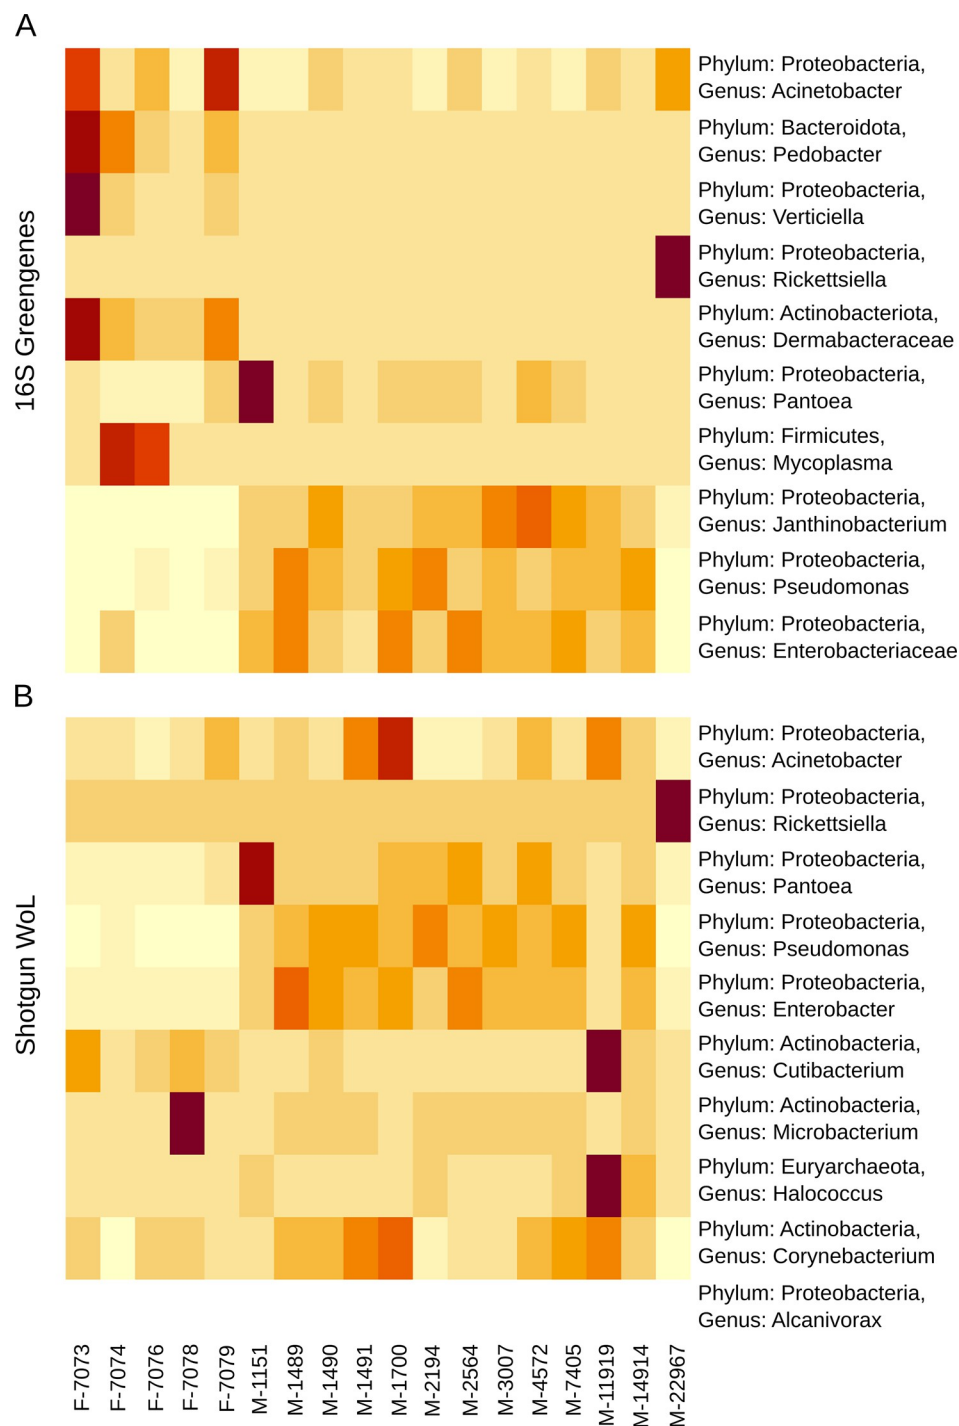 A
16S Greengenes
Phylum: Proteobacteria,
Genus: Acinetobacter
Phylum: Bacteroidota,
Genus: Pedobacter
Phylum: Proteobacteria,
Genus: Verticiella
Phylum: Proteobacteria,
Genus: Rickettsiella
Phylum: Actinobacteriota,
Genus: Dermabacteraceae
Phylum: Proteobacteria,
Genus: Pantoea
Phylum: Firmicutes,
Genus: Mycoplasma
Phylum: Proteobacteria,
Genus: Janthinobacterium
Phylum: Proteobacteria,
Genus: Pseudomonas
Phylum: Proteobacteria,
Genus: Enterobacteriaceae
B
Shotgun WoL
Phylum: Proteobacteria,
Genus: Acinetobacter
Phylum: Proteobacteria,
Genus: Rickettsiella
Phylum: Proteobacteria,
Genus: Pantoea
Phylum: Proteobacteria,
Genus: Pseudomonas
Phylum: Proteobacteria,
Genus: Enterobacter
Phylum: Actinobacteria,
Genus: Cutibacterium
Phylum: Actinobacteria,
Genus: Microbacterium
Phylum: Euryarchaeota,
Genus: Halococcus
Phylum: Actinobacteria,
Genus: Corynebacterium
Phylum: Proteobacteria,
Genus: Alcanivorax
F-7073
F-7074
F-7076
F-7078
F-7079
M-1151
M-1489
M-1490
M-1491
M-1700
M-2194
M-2564
M-3007
M-4572
M-7405
M-11919
M-14914
M-22967